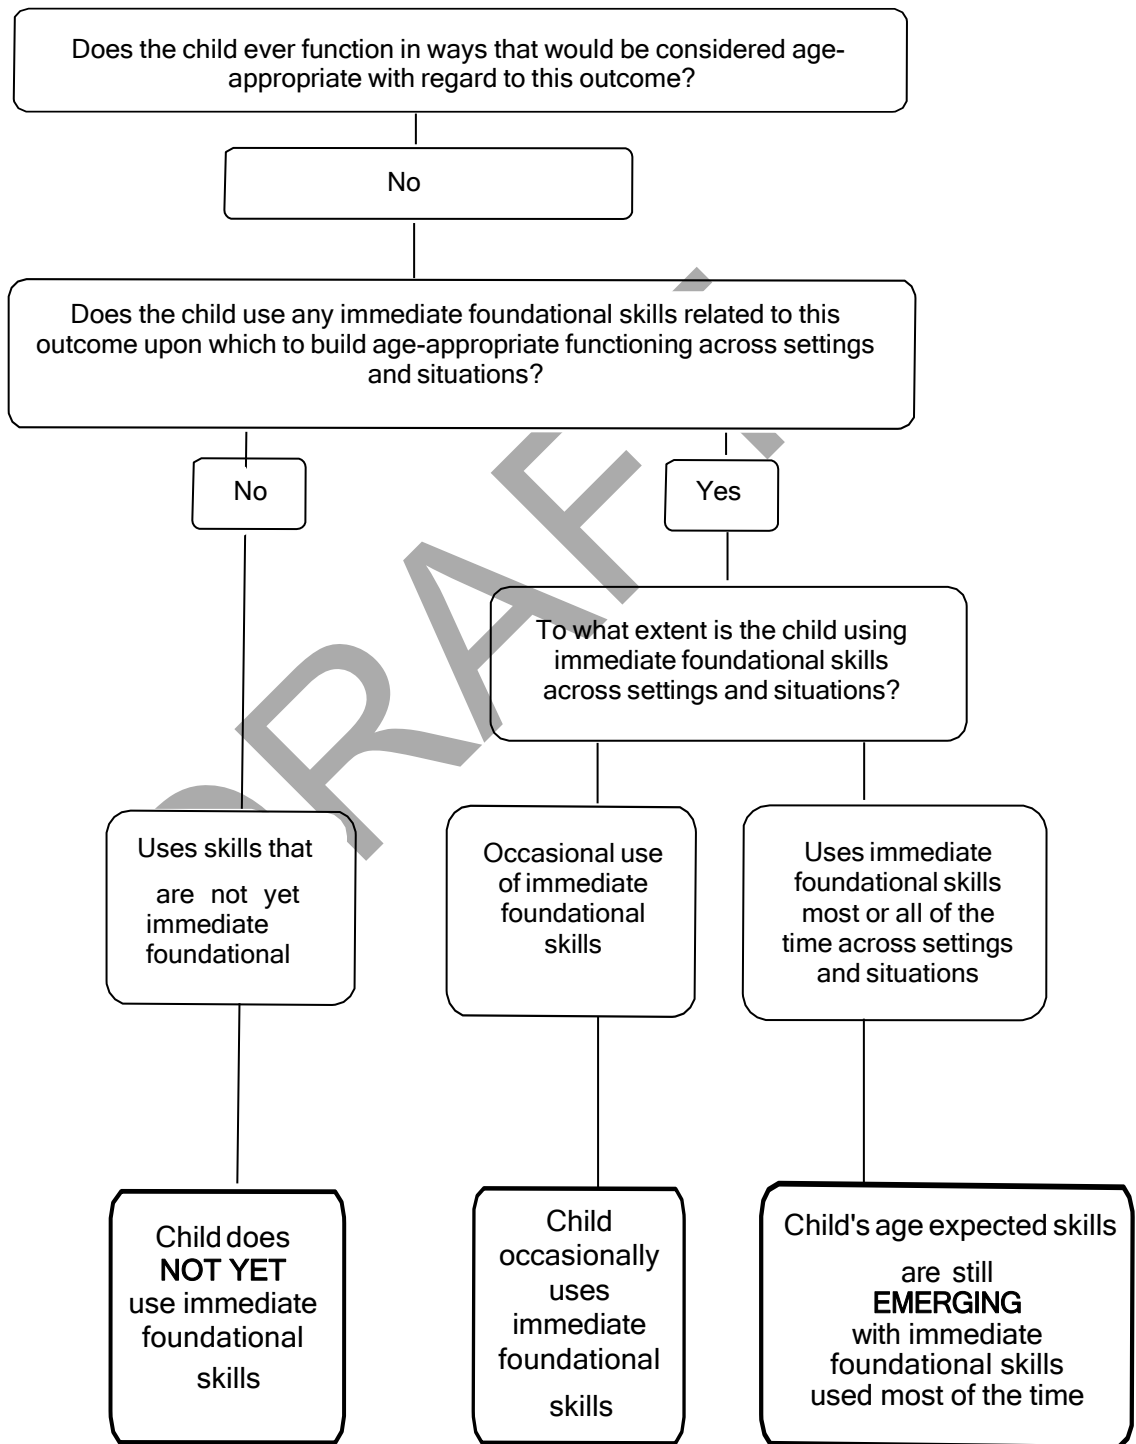 Does the child ever function in ways that would be considered age-
appropriate with regard to this outcome?
No
Does the child use any immediate foundational skills related to this
outcome upon which to build age-appropriate functioning across settings
and situations?
No
Yes
To what extent is the child using
immediate foundational skills
across settings and situations?
Uses skills that
are not yet
immediate
foundational
Occasional use
of immediate
foundational
skills
Uses immediate
foundational skills
most or all of the
time across settings
and situations
Child does
NOT YET
use immediate
foundational
skills
Child
occasionally
uses
immediate
foundational
skills
Child's age expected skills
are still
EMERGING
with immediate
foundational skills
used most of the time
DRAFT